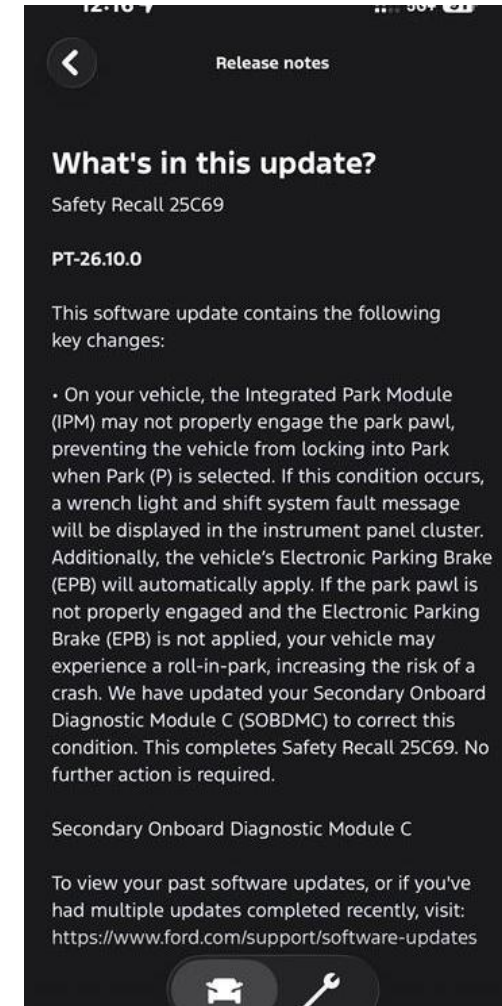 Release notes
What's in this update?
Safety Recall 25C69
PT-26.10.0
This software update contains the following
key changes:
• On your vehicle, the Integrated Park Module
(IPM) may not properly engage the park pawl,
preventing the vehicle from locking into Park
when Park (P) is selected. If this condition occurs,
a wrench light and shift system fault message
will be displayed in the instrument panel cluster.
Additionally, the vehicle’s Electronic Parking Brake
(EPB) will automatically apply. If the park pawl is
not properly engaged and the Electronic Parking
Brake (EPB) is not applied, your vehicle may
experience a roll-in-park, increasing the risk of a
crash. We have updated your Secondary Onboard
Diagnostic Module C (SOBDMC) to correct this
condition. This completes Safety Recall 25C69. No
further action is required.
Secondary Onboard Diagnostic Module C
To view your past software updates, or if you've
had multiple updates completed recently, visit:
https://www.ford.com/support/software-updates